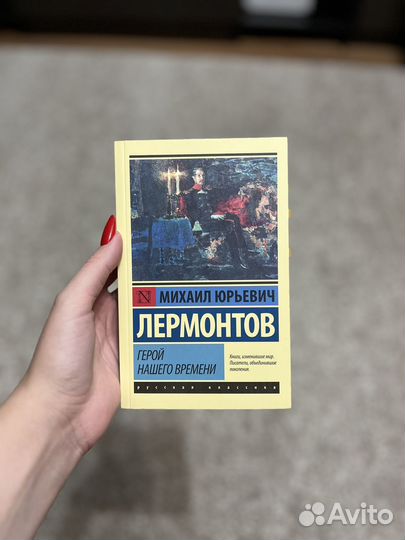 N
МИХАИЛ ЮРЬЕВИЧ
ЛЕРМОНТОВ
ГЕРОЙ
НАШЕГО ВРЕМЕНИ
Книги, изменившие мир.
Писатели, объединившие
поколения.
русская классика
Avito